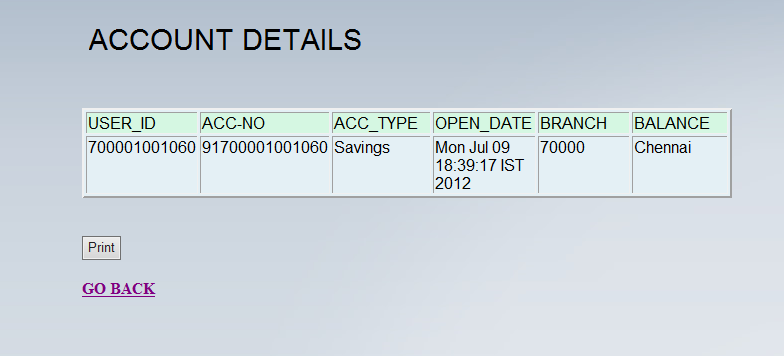 ACCOUNT DETAILS
USER_ID ACC-NO ACC_TYPE OPEN_DATE BRANCH BALANCE
700001001060 91700001001060 Savings Mon Jul 09 70000 Chennai
18:39:17 IST
2012
Print
GO BACK